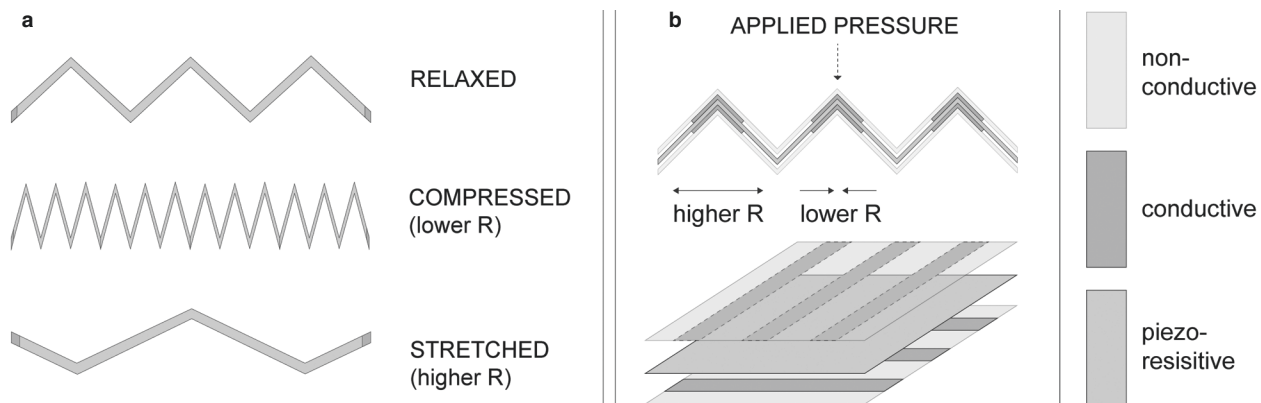 a
RELAXED
COMPRESSED
(lower R)
STRETCHED
(higher R)
b
APPLIED PRESSURE
higher R
lower R
non-
conductive
conductive
piezo-
resisitive